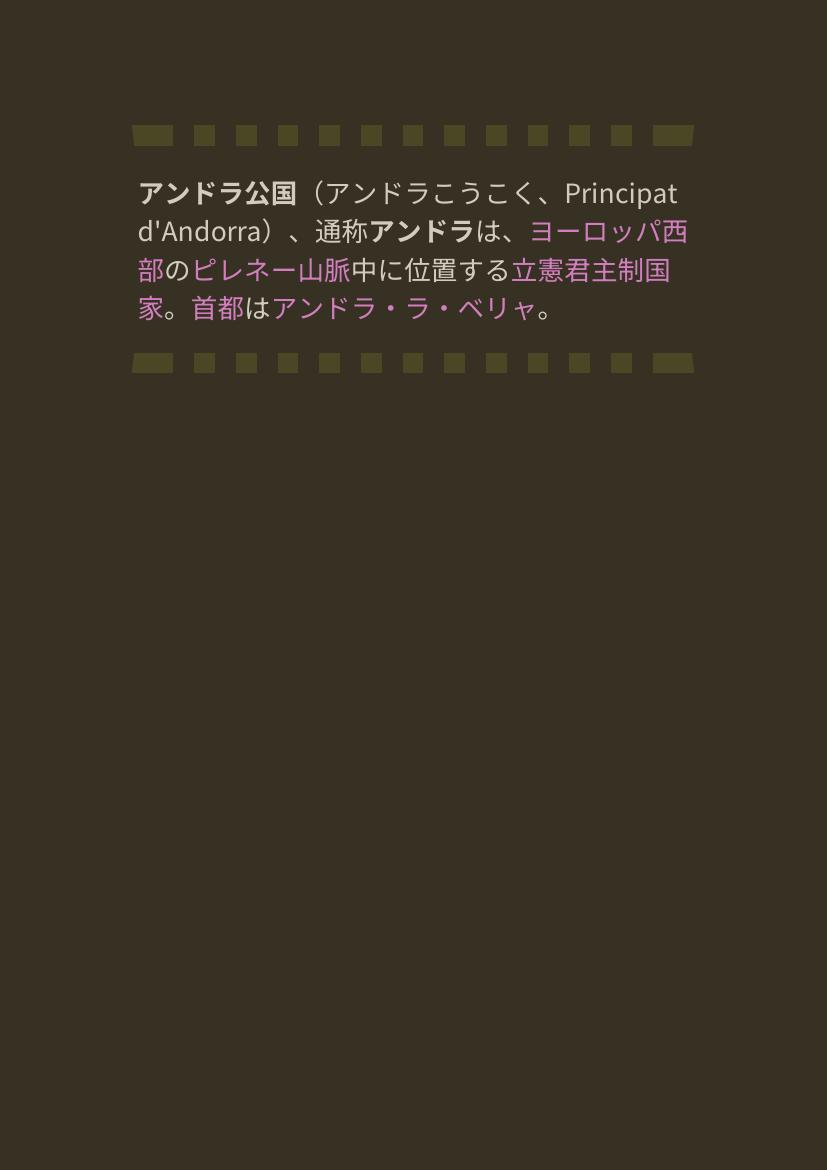 アンドラ公国（アンドラこうこく、Principat
d'Andorra）、通称アンドラは、ヨーロッパ西
部のピレネー山脈中に位置する立憲君主制国
家。首都はアンドラ・ラ・ベリャ。